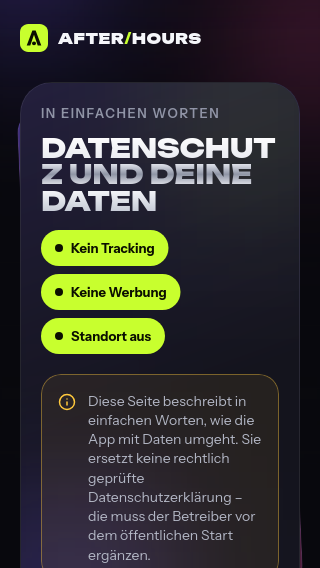 AFTER/HOURS
IN EINFACHEN WORTEN
DATENSCHUT
Z UND DEINE
DATEN
Kein Tracking
Keine Werbung
Standort aus
Diese Seite beschreibt in
einfachen Worten, wie die
App mit Daten umgeht. Sie
ersetzt keine rechtlich
geprüfte
Datenschutzerklärung –
die muss der Betreiber vor
dem öffentlichen Start
ergänzen.